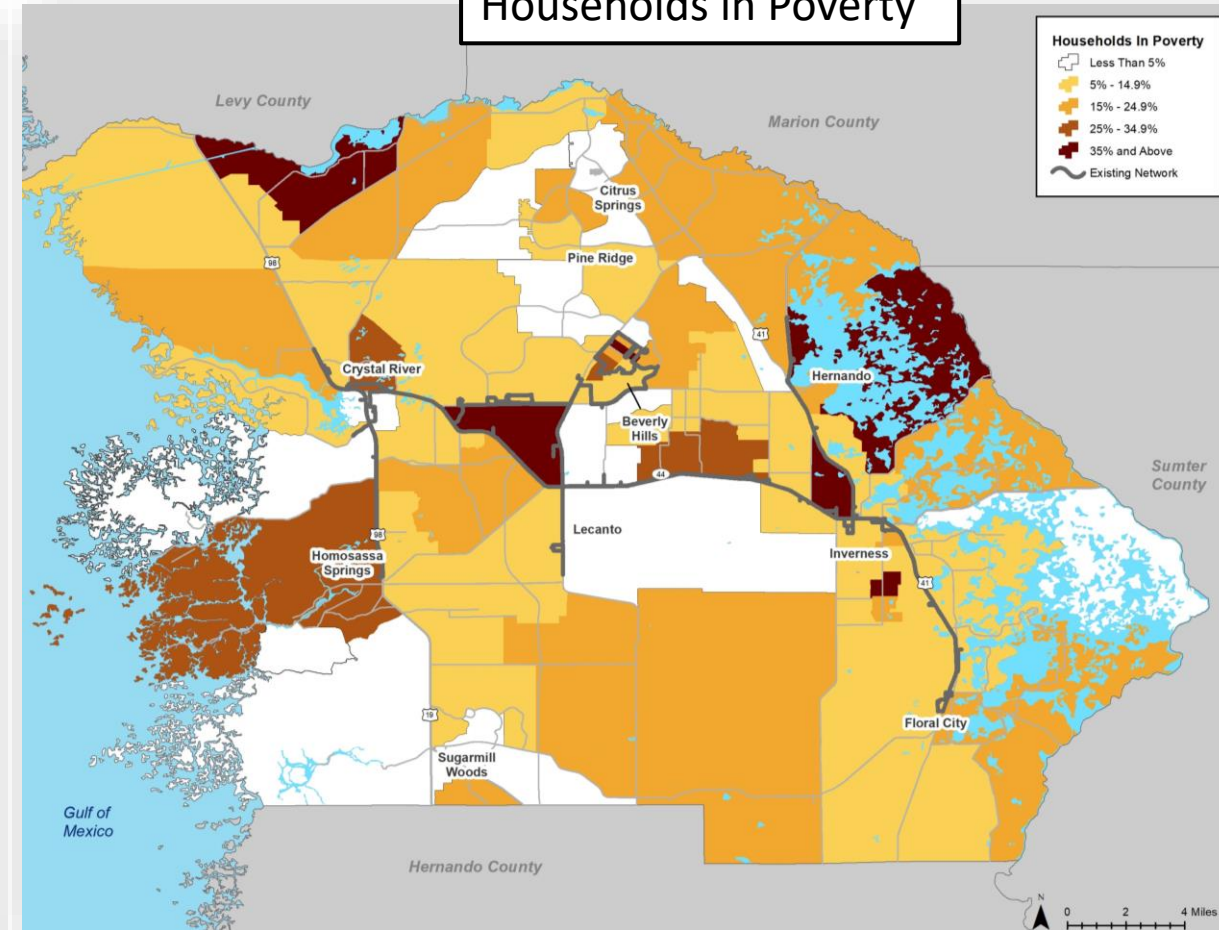 Households in Poverty
Households In Poverty
Less Than 5%
5% - 14.9%
15% - 24.9%
25% - 34.9%
35% and Above
Existing Network
Levy County
Marion County
Citrus
Springs
Pine Ridge
98
41
Crystal River
Hernando
Beverly
Hills
44
Sumter
County
Lecanto
98
Inverness
Homosassa
Springs
41
19
Floral City
Sugarmill
Woods
Gulf of
Mexico
Hernando County
N
0 2 4 Miles